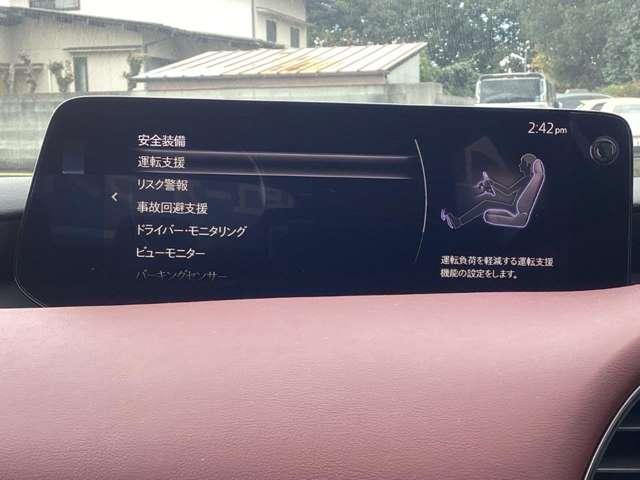 2:42pm
安全装備
運転支援
リスク警報
事故回避支援
ドライバー・モニタリング
ビューモニター
パーキングセンサー
運転負荷を軽減する運転支援
機能の設定をします。